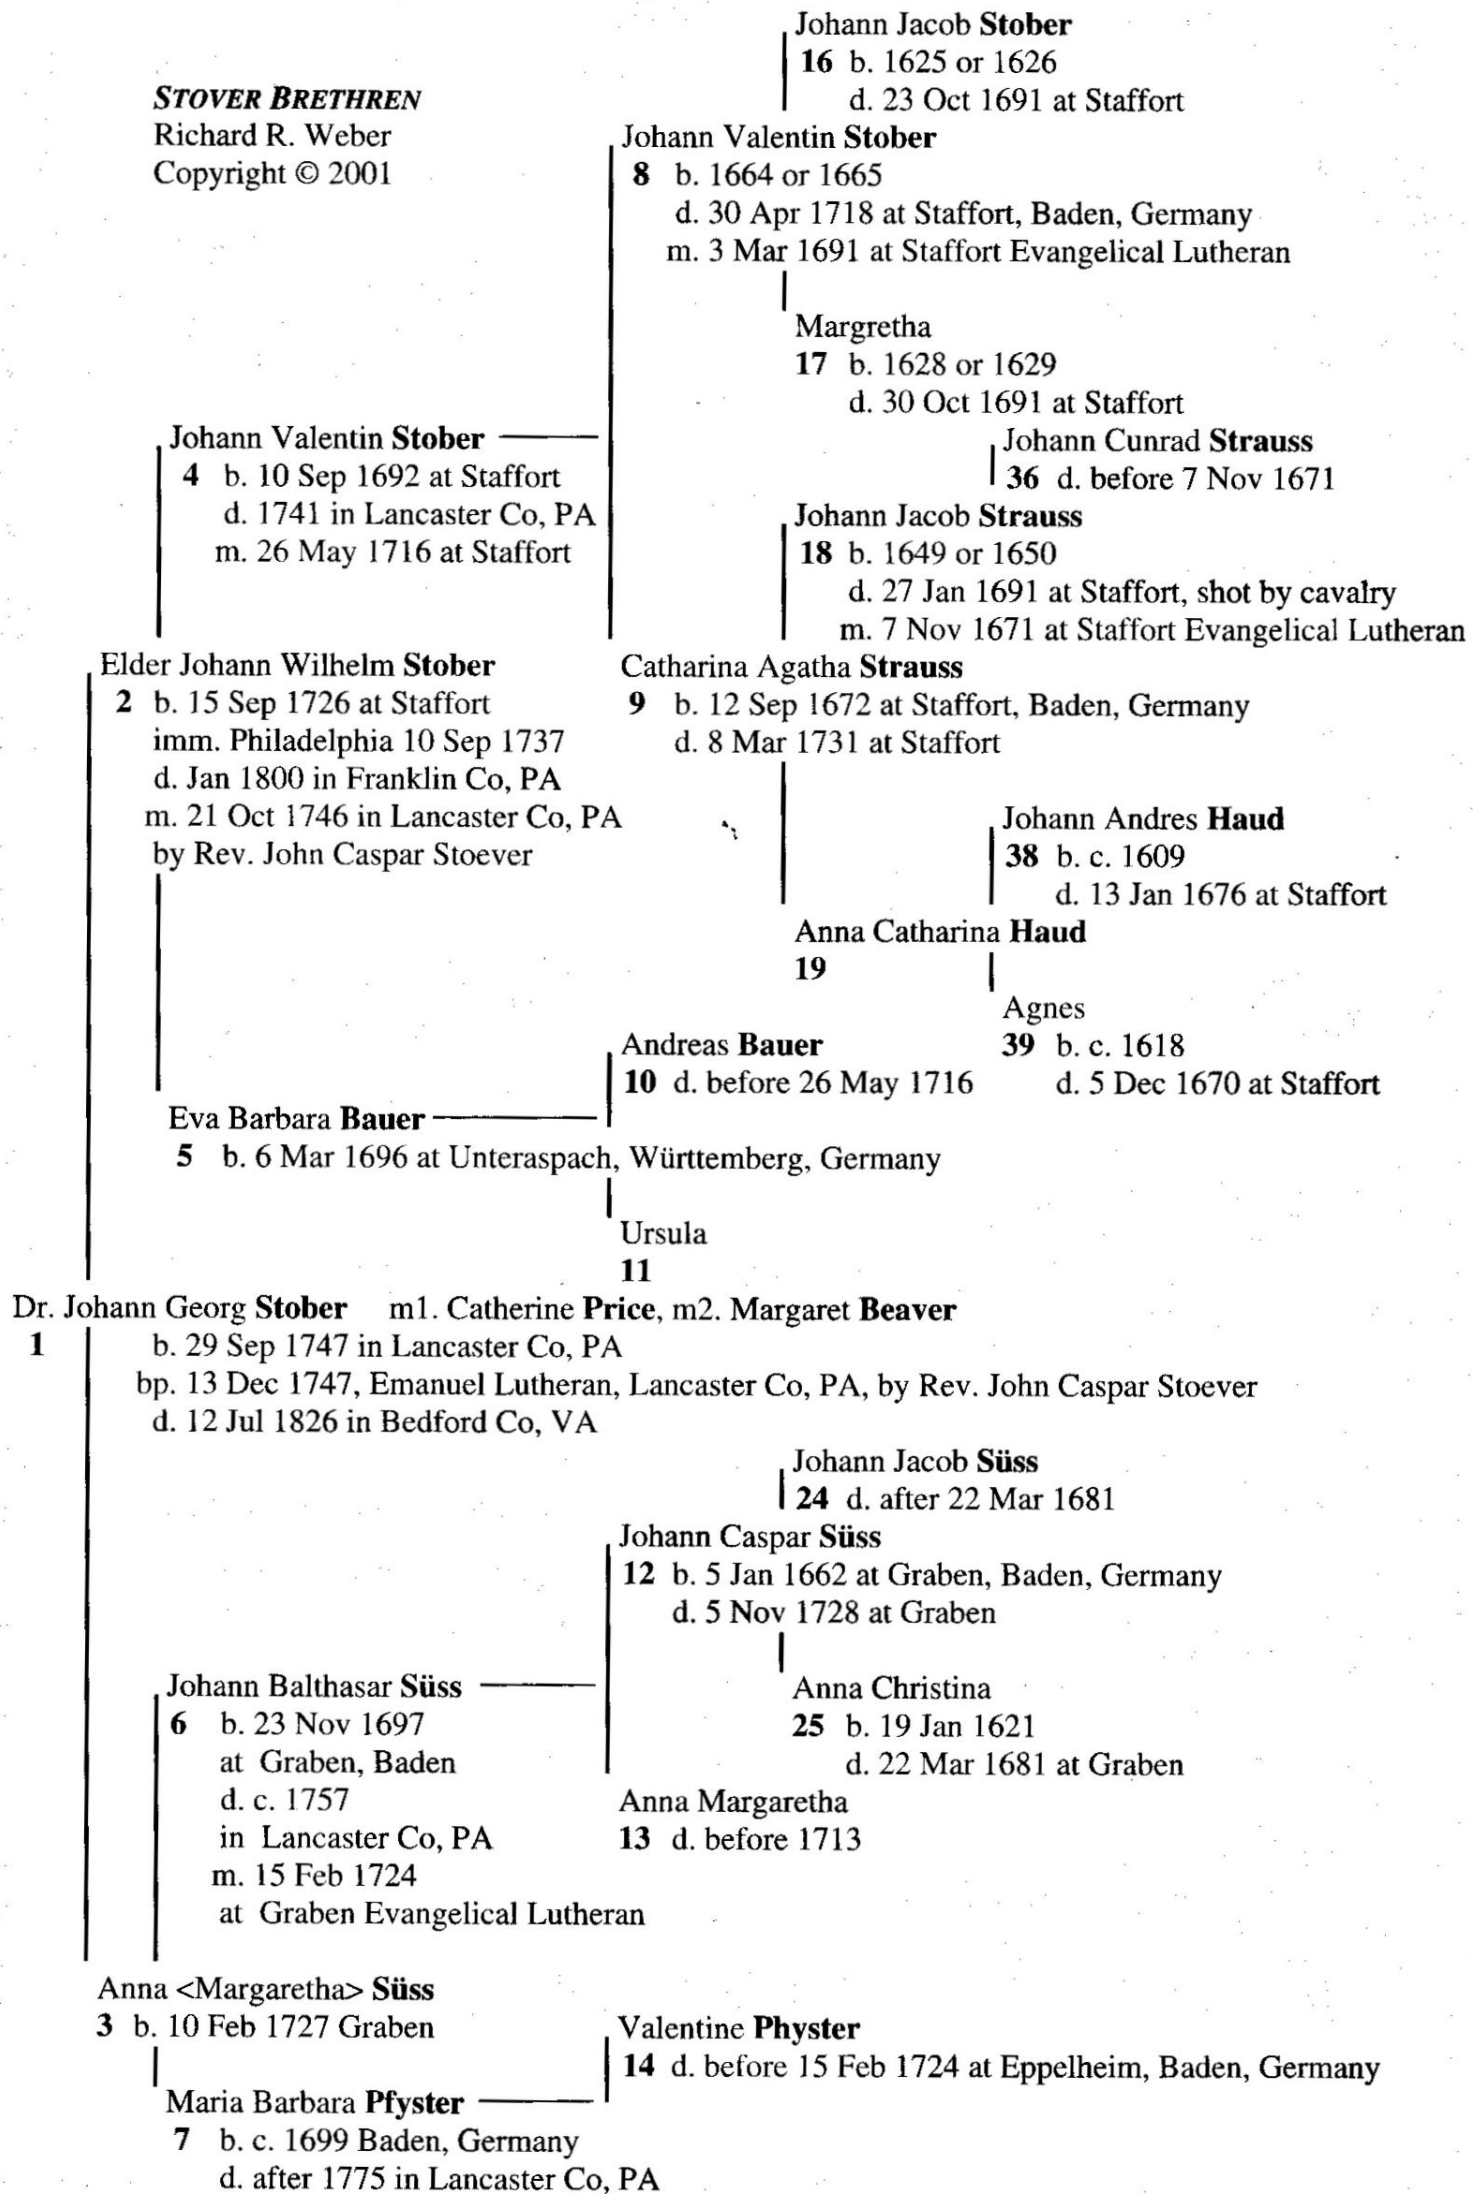 STOVER BRETHREN
Richard R. Weber
Copyright © 2001
Johann Jacob Stober
16 b. 1625 or 1626
d. 23 Oct 1691 at Staffort
Johann Valentin Stober
8 b. 1664 or 1665
d. 30 Apr 1718 at Staffort, Baden, Germany
m. 3 Mar 1691 at Staffort Evangelical Lutheran
Margretha
17 b. 1628 or 1629
d. 30 Oct 1691 at Staffort
Johann Valentin Stober
4 b. 10 Sep 1692 at Staffort
d. 1741 in Lancaster Co, PA
m. 26 May 1716 at Staffort
Johann Cunrad Strauss
36 d. before 7 Nov 1671
Johann Jacob Strauss
18 b. 1649 or 1650
d. 27 Jan 1691 at Staffort, shot by cavalry
m. 7 Nov 1671 at Staffort Evangelical Lutheran
Elder Johann Wilhelm Stober
2 b. 15 Sep 1726 at Staffort
imm. Philadelphia 10 Sep 1737
d. Jan 1800 in Franklin Co, PA
m. 21 Oct 1746 in Lancaster Co, PA
by Rev. John Caspar Stoever
Catharina Agatha Strauss
9 b. 12 Sep 1672 at Staffort, Baden, Germany
d. 8 Mar 1731 at Staffort
Johann Andres Haud
38 b. c. 1609
d. 13 Jan 1676 at Staffort
Anna Catharina Haud
19
Agnes
39 b. c. 1618
d. 5 Dec 1670 at Staffort
Andreas Bauer
10 d. before 26 May 1716
Eva Barbara Bauer
5 b. 6 Mar 1696 at Unteraspach, Württemberg, Germany
Ursula
11
Dr. Johann Georg Stober m1. Catherine Price, m2. Margaret Beaver
1 b. 29 Sep 1747 in Lancaster Co, PA
bp. 13 Dec 1747, Emanuel Lutheran, Lancaster Co, PA, by Rev. John Caspar Stoever
d. 12 Jul 1826 in Bedford Co, VA
Johann Jacob Süss
24 d. after 22 Mar 1681
Johann Caspar Süss
12 b. 5 Jan 1662 at Graben, Baden, Germany
d. 5 Nov 1728 at Graben
Anna Christina
25 b. 19 Jan 1621
d. 22 Mar 1681 at Graben
Johann Balthasar Süss
6 b. 23 Nov 1697
at Graben, Baden
d. c. 1757
in Lancaster Co, PA
m. 15 Feb 1724
at Graben Evangelical Lutheran
Anna Margaretha
13 d. before 1713
Anna <Margaretha> Süss
3 b. 10 Feb 1727 Graben
Valentine Physter
14 d. before 15 Feb 1724 at Eppelheim, Baden, Germany
Maria Barbara Pfyster
7 b. c. 1699 Baden, Germany
d. after 1775 in Lancaster Co, PA